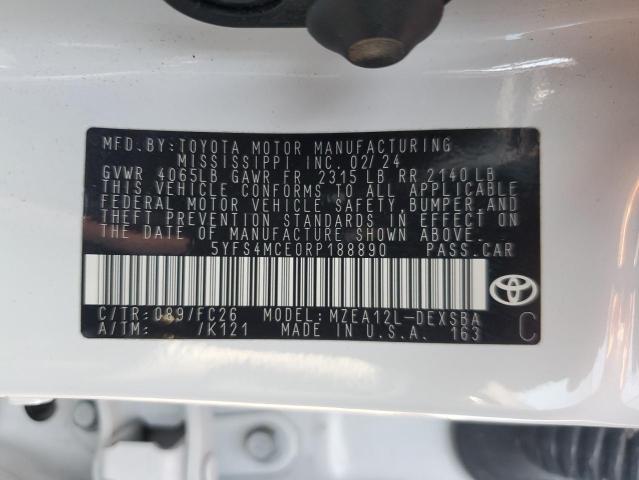 MFD. BY: TOYOTA MOTOR MANUFACTURING
MISSISSIPPI INC. 02/24
GVWR 4065LB GAWR FR 2315 LB RR 2140 LB
THIS VEHICLE CONFORMS TO ALL APPLICABLE
FEDERAL MOTOR VEHICLE SAFETY, BUMPER AND
THEFT PREVENTION STANDARDS IN EFFECT ON
THE DATE OF MANUFACTURE SHOWN ABOVE.
5YFS4MCE0RP188890 PASS.CAR
C/TR: 089/FC26 MODEL: MZEA12L-DEXSBA
A/TM: /K121 MADE IN U.S.A. 163 C